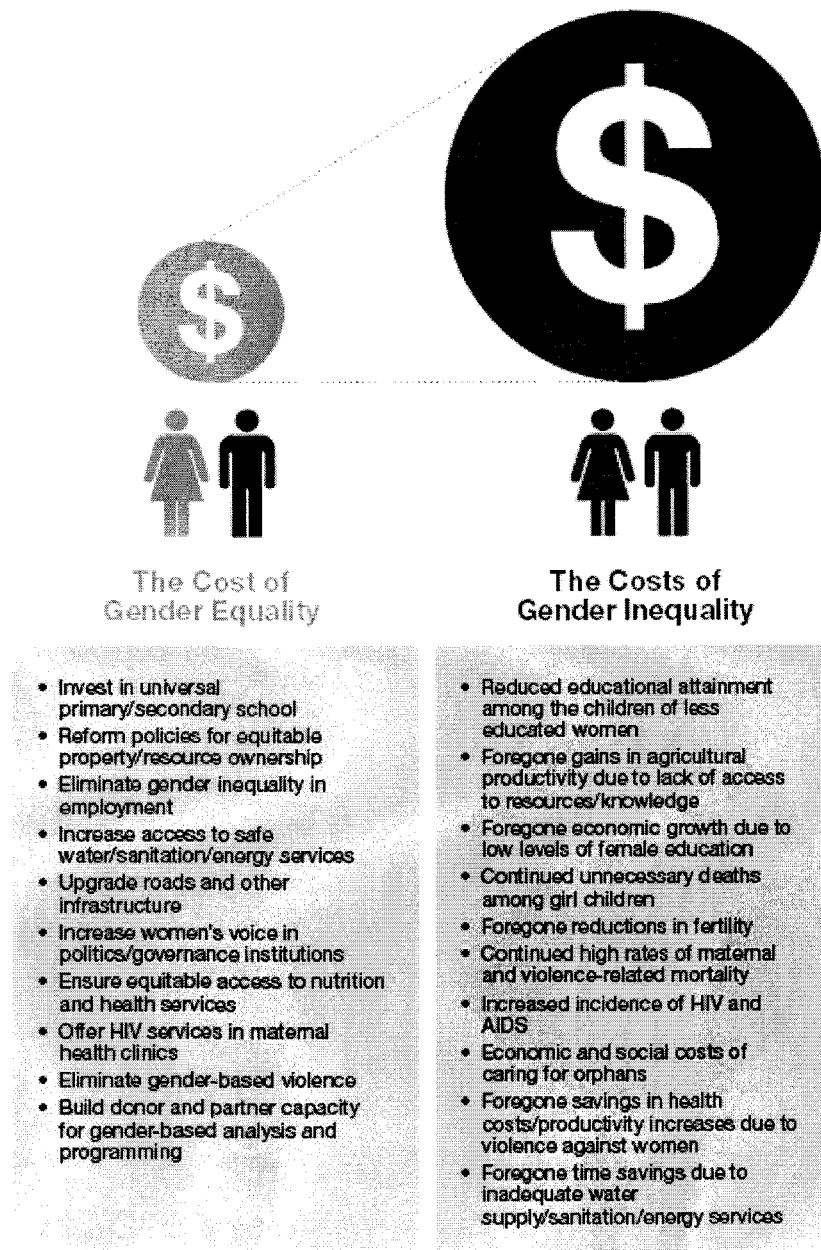 $
$
The Cost of
Gender Equality
• Invest in universal
primary/secondary school
• Reform policies for equitable
property/resource ownership
• Eliminate gender inequality in
employment
• Increase access to safe
water/sanitation/energy services
• Upgrade roads and other
infrastructure
• Increase women's voice in
politics/governance institutions
• Ensure equitable access to nutrition
and health services
• Offer HIV services in maternal
health clinics
• Eliminate gender-based violence
• Build donor and partner capacity
for gender-based analysis and
programming
The Costs of
Gender Inequality
• Reduced educational attainment
among the children of less
educated women
• Foregone gains in agricultural
productivity due to lack of access
to resources/knowledge
• Foregone economic growth due to
low levels of female education
• Continued unnecessary deaths
among girl children
• Foregone reductions in fertility
• Continued high rates of maternal
and violence-related mortality
• Increased incidence of HIV and
AIDS
• Economic and social costs of
caring for orphans
• Foregone savings in health
costs/productivity increases due to
violence against women
• Foregone time savings due to
inadequate water
supply/sanitation/energy services